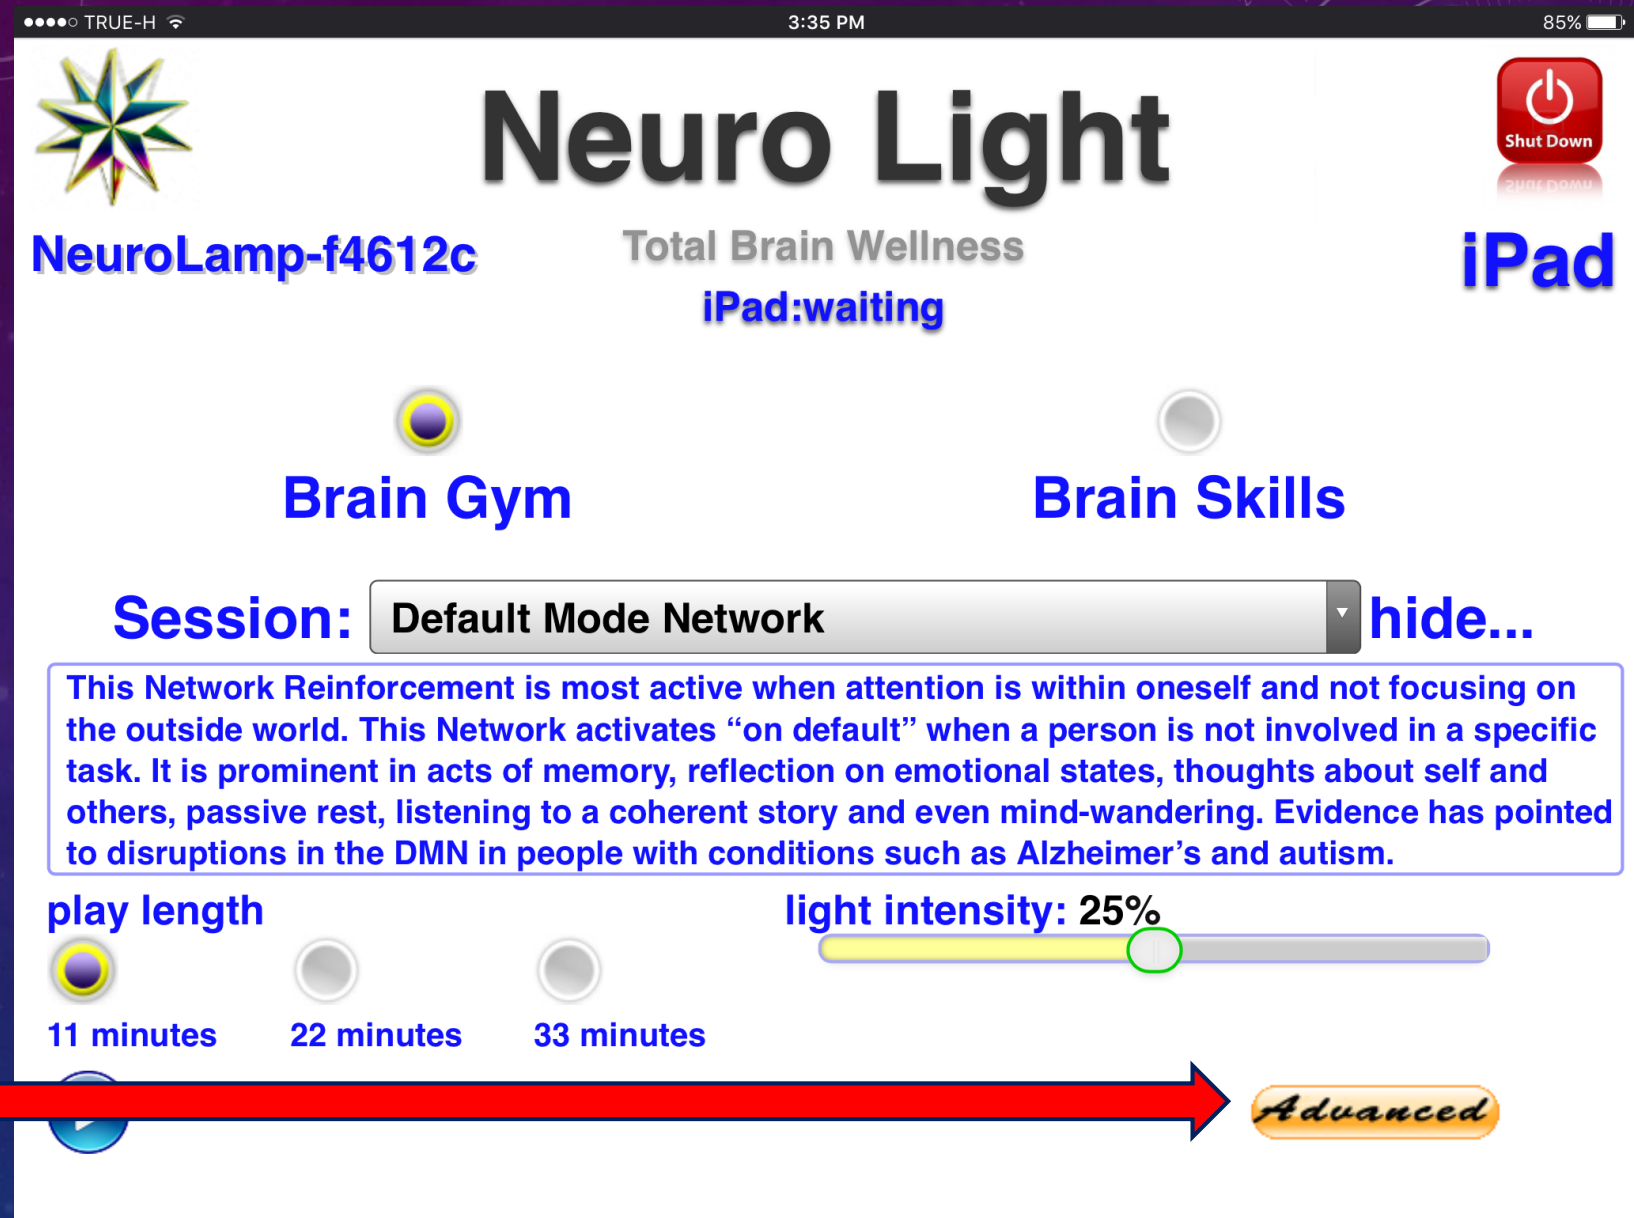 TRUE-H
3:35 PM
85%
Neuro Light
Shut Down
NeuroLamp-f4612c
Total Brain Wellness
iPad
iPad:waiting
Brain Gym
Brain Skills
Session: Default Mode Network hide...
This Network Reinforcement is most active when attention is within oneself and not focusing on
the outside world. This Network activates “on default” when a person is not involved in a specific
task. It is prominent in acts of memory, reflection on emotional states, thoughts about self and
others, passive rest, listening to a coherent story and even mind-wandering. Evidence has pointed
to disruptions in the DMN in people with conditions such as Alzheimer’s and autism.
play length
light intensity: 25%
11 minutes
22 minutes
33 minutes
Advanced